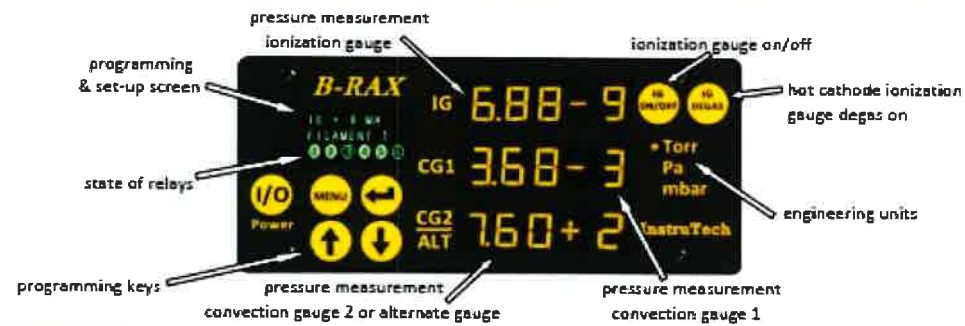 pressure measurement
ionization gauge
ionization gauge on/off
programming
& set-up screen
B-RAX
IG 6.88 - 9
IG
ON/OFF
IG
DEGAS
hot cathode ionization
gauge degas on
FILAMENT 1
state of relays
CG1 3.68 - 3
Torr
Pa
mbar
engineering units
I/O
Power
MENU
CG2
ALT
7.60 + 2
InstruTech
programming keys
pressure measurement
convection gauge 2 or alternate gauge
pressure measurement
convection gauge 1